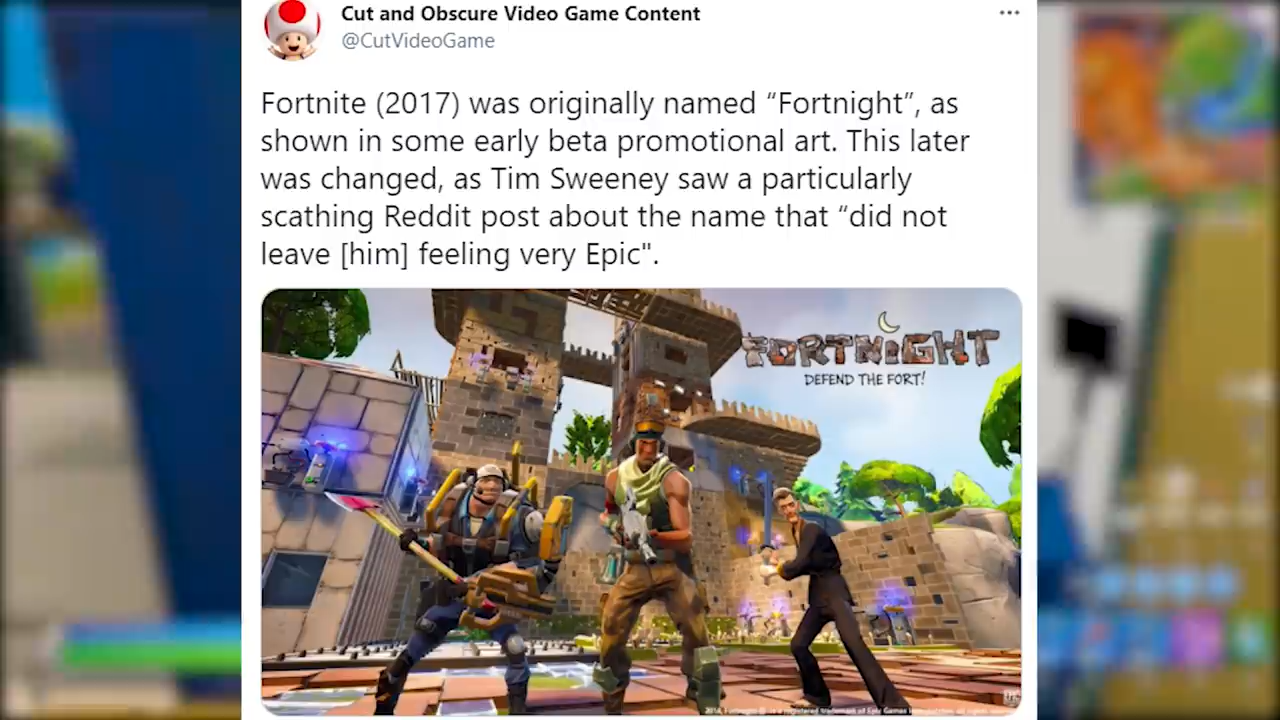 Cut and Obscure Video Game Content
@CutVideoGame
Fortnite (2017) was originally named “Fortnight”, as
shown in some early beta promotional art. This later
was changed, as Tim Sweeney saw a particularly
scathing Reddit post about the name that “did not
leave [him] feeling very Epic".
FORTNIGHT
DEFEND THE FORT!